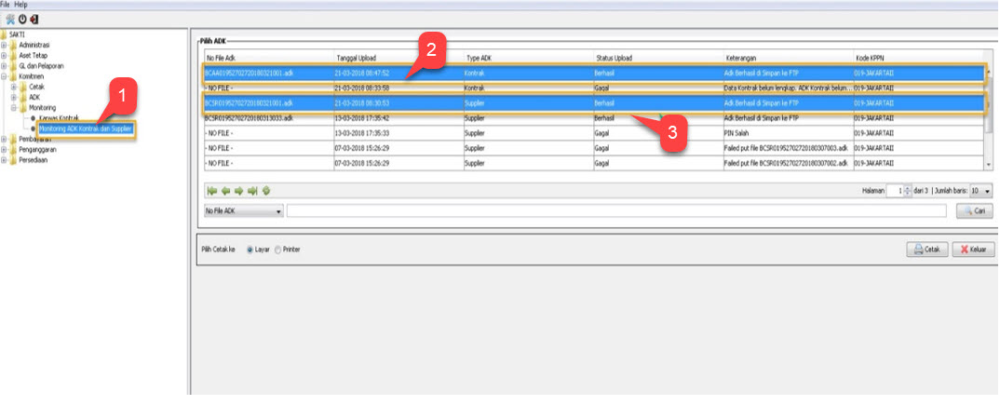 File Help
SAKTI
Administrasi
Aset Tetap
GL dan Pelaporan
Komitmen
Cetak
ADK
Monitoring
Karwas Kontrak
Monitoring ADK Kontrak dan Supplier
Pembayaran
Penganggaran
Persediaan
1
2
3
Pilih ADK
No File Adk Tanggal Upload Type ADK Status Upload Keterangan Kode KPPN
BCAA01952702720180321001.adk 21-03-2018 08:47:52 Kontrak Berhasil Adk Berhasil di Simpan ke FTP 019-JAKARTAII
- NO FILE - 21-03-2018 08:33:58 Kontrak Gagal Data Kontrak belum lengkap. ADK Kontrak belum... 019-JAKARTAII
BCSR01952702720180321001.adk 21-03-2018 08:30:53 Supplier Berhasil Adk Berhasil di Simpan ke FTP 019-JAKARTAII
BCSR01952702720180313033.adk 13-03-2018 17:35:42 Supplier Berhasil Adk Berhasil di Simpan ke FTP 019-JAKARTAII
- NO FILE - 13-03-2018 17:35:33 Supplier Gagal PIN Salah 019-JAKARTAII
- NO FILE - 07-03-2018 15:26:29 Supplier Gagal Failed put file BCSR01952702720180307003.adk 019-JAKARTAII
- NO FILE - 07-03-2018 15:26:29 Supplier Gagal Failed put file BCSR01952702720180307002.adk 019-JAKARTAII
Halaman 1 dari 3 | Jumlah baris: 10
No File ADK Cari
Pilih Cetak ke Layar Printer Cetak Keluar